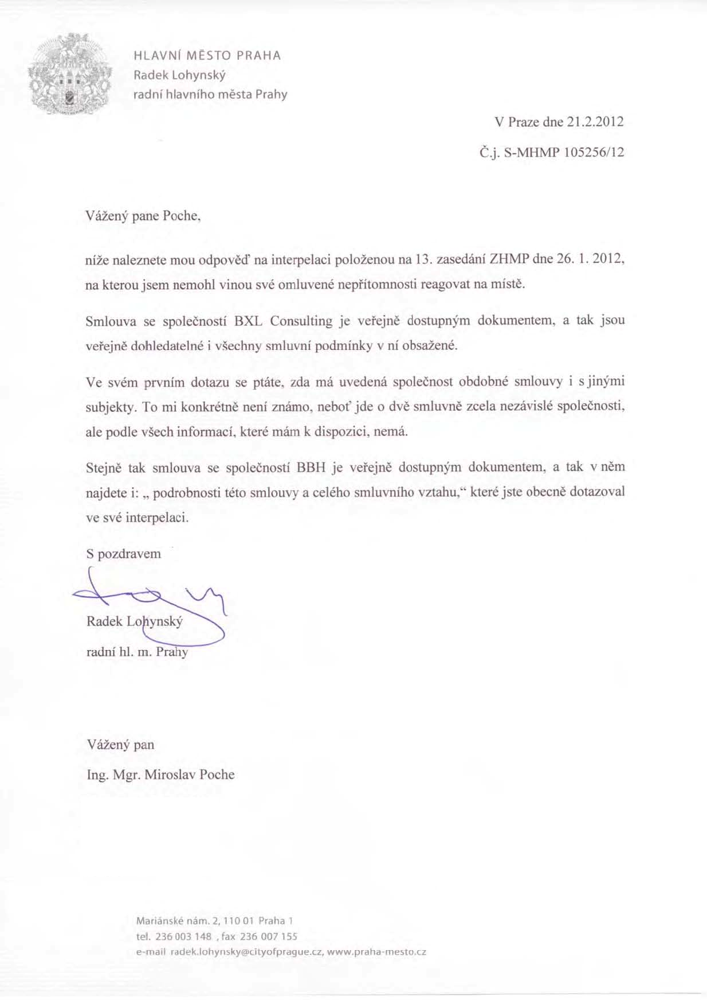 HLAVNÍ MĚSTO PRAHA
Radek Lohynský
radní hlavního města Prahy
V Praze dne 21.2.2012
Č.j. S-MHMP 105256/12
Vážený pane Poche,
níže naleznete mou odpověď na interpelaci položenou na 13. zasedání ZHMP dne 26. 1. 2012,
na kterou jsem nemohl vinou své omluvené nepřítomnosti reagovat na místě.
Smlouva se společností BXL Consulting je veřejně dostupným dokumentem, a tak jsou
veřejně dohledatelné i všechny smluvní podmínky v ní obsažené.
Ve svém prvním dotazu se ptáte, zda má uvedená společnost obdobné smlouvy i s jinými
subjekty. To mi konkrétně není známo, neboť jde o dvě smluvně zcela nezávislé společnosti,
ale podle všech informací, které mám k dispozici, nemá.
Stejně tak smlouva se společností BBH je veřejně dostupným dokumentem, a tak v něm
najdete i: „ podrobnosti této smlouvy a celého smluvního vztahu,“ které jste obecně dotazoval
ve své interpelaci.
S pozdravem
Radek Lohynský
radní hl. m. Prahy
Vážený pan
Ing. Mgr. Miroslav Poche
Mariánské nám. 2, 110 01 Praha 1
tel. 236 003 148 , fax 236 007 155
e-mail radek.lohynsky@cityofprague.cz, www.praha-mesto.cz